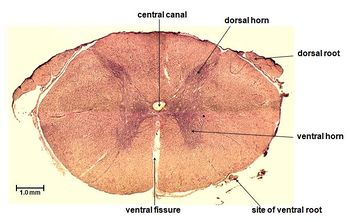 central canal
dorsal horn
dorsal root
ventral horn
1.0 mm
ventral fissure
site of ventral root